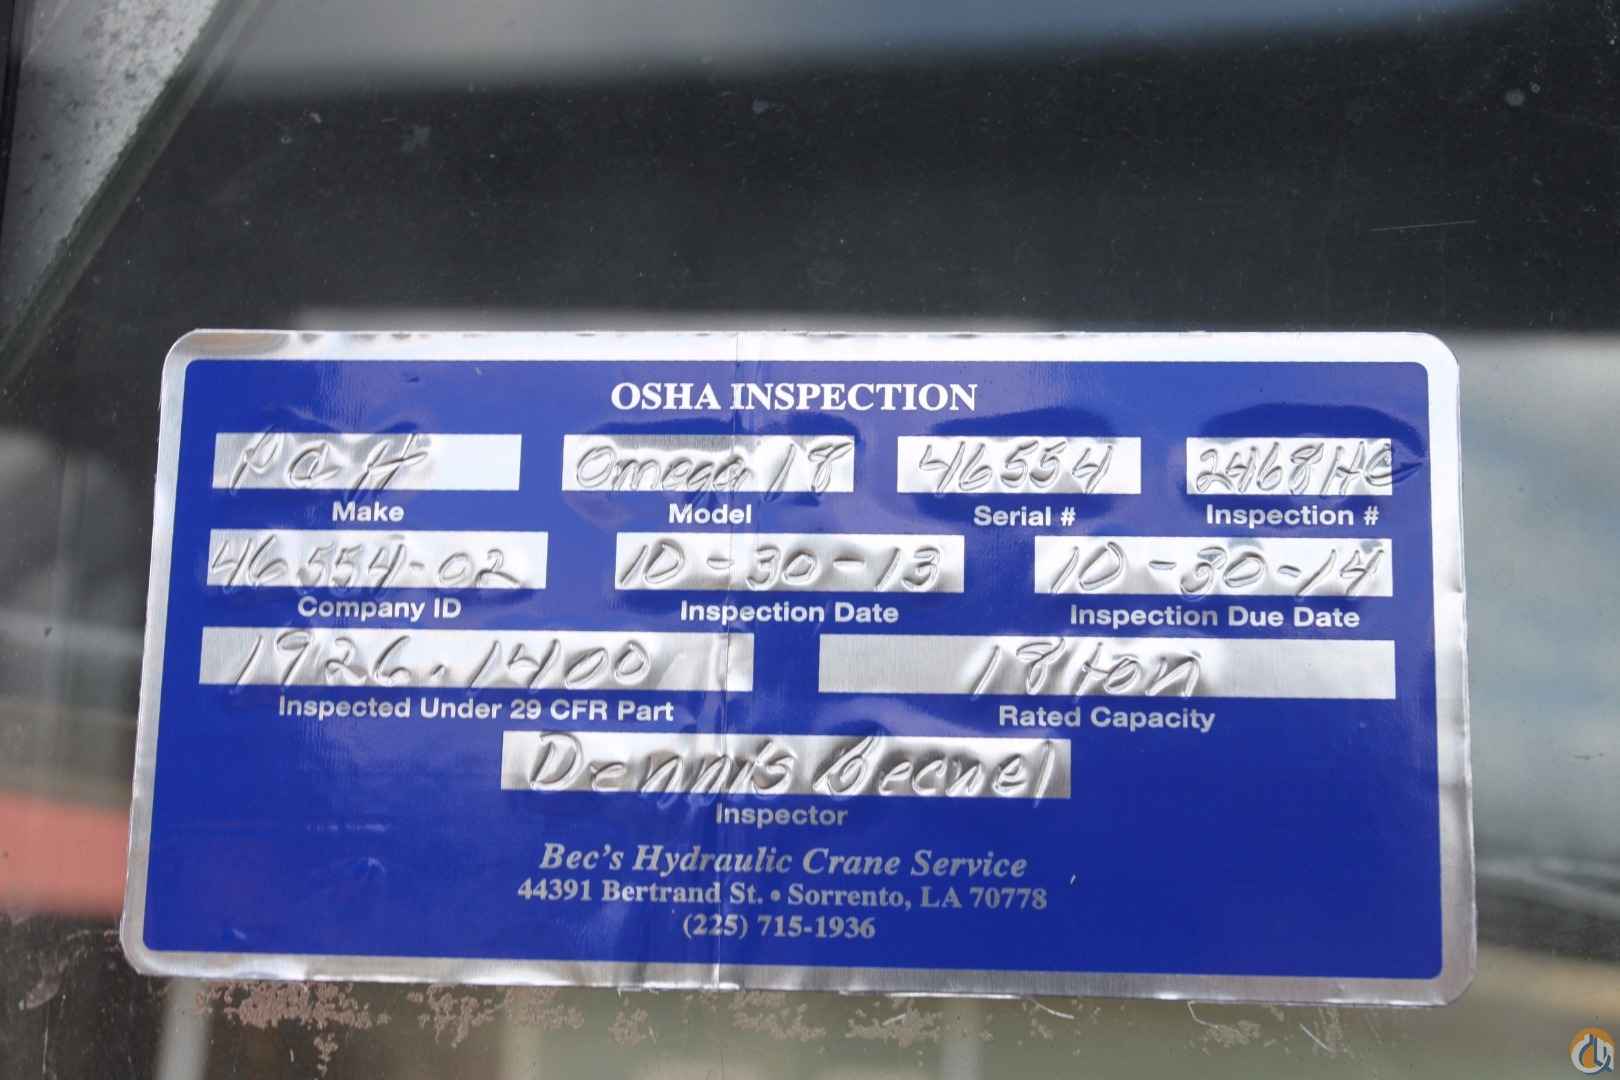 OSHA INSPECTION
P&H Omega 18 46554 2468HC
Make Model Serial # Inspection #
46554-02 10-30-13 10-30-14
Company ID Inspection Date Inspection Due Date
1926.1400 18 ton
Inspected Under 29 CFR Part Rated Capacity
Dennis Becnel
Inspector
Bec's Hydraulic Crane Service
44391 Bertrand St. • Sorrento, LA 70778
(225) 715-1936